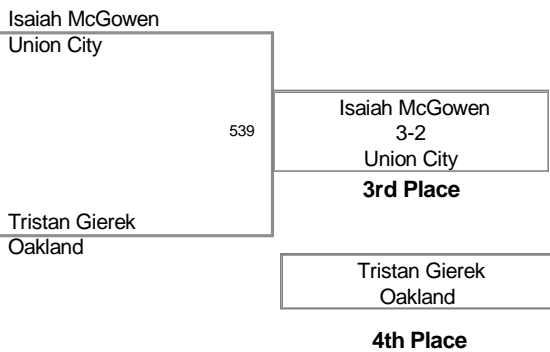 Isaiah McGowen
Union City
539
Isaiah McGowen
3-2
Union City
3rd Place
Tristan Gierek
Oakland
Tristan Gierek
Oakland
4th Place